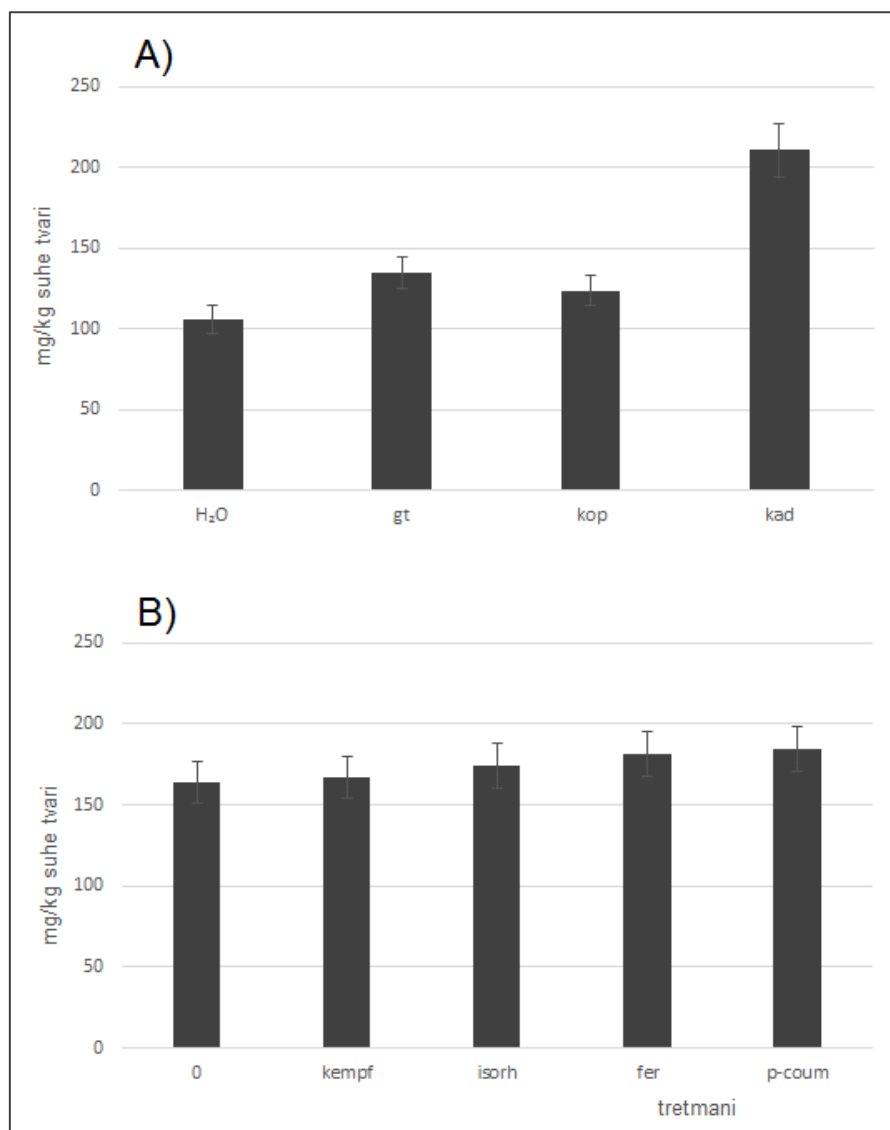 A)
250
200
150
100
50
0
mg/kg suhe tvari
H₂O gt kop kad
B)
250
200
150
100
50
0
mg/kg suhe tvari
0 kempf isorh fer p-coum
tretmani